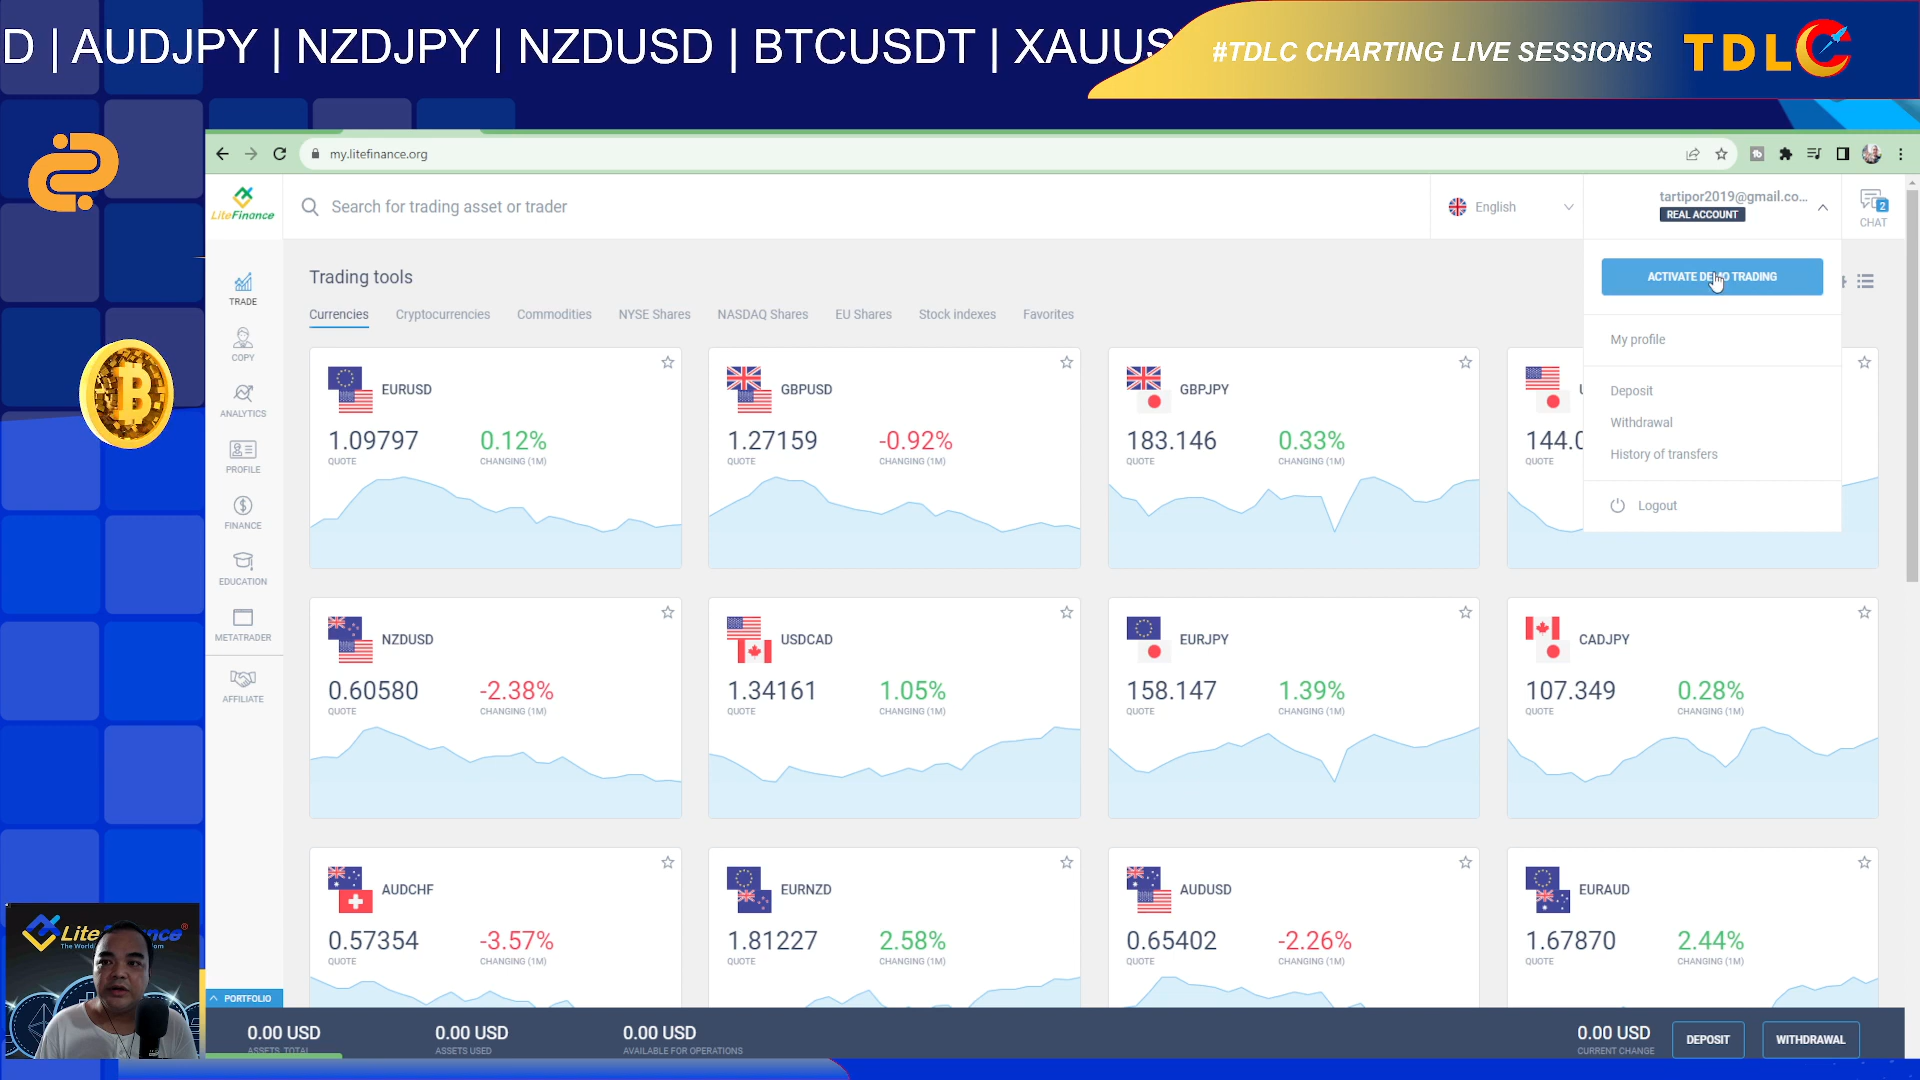 D | AUDJPY | NZDJPY | NZDUSD | BTCUSDT | XAUUS
#TDLC CHARTING LIVE SESSIONS
TDLC
my.litefinance.org
LiteFinance
Search for trading asset or trader
English
tartipor2019@gmail.co...
REAL ACCOUNT
2
CHAT
ACTIVATE DEMO TRADING
My profile
Deposit
Withdrawal
History of transfers
Logout
TRADE
COPY
ANALYTICS
PROFILE
FINANCE
EDUCATION
METATRADER
AFFILIATE
PORTFOLIO
Trading tools
Currencies Cryptocurrencies Commodities NYSE Shares NASDAQ Shares EU Shares Stock indexes Favorites
EURUSD
1.09797 0.12%
QUOTE CHANGING (1M)
GBPUSD
1.27159 -0.92%
QUOTE CHANGING (1M)
GBPJPY
183.146 0.33%
QUOTE CHANGING (1M)
144.0
QUOTE
NZDUSD
0.60580 -2.38%
QUOTE CHANGING (1M)
USDCAD
1.34161 1.05%
QUOTE CHANGING (1M)
EURJPY
158.147 1.39%
QUOTE CHANGING (1M)
CADJPY
107.349 0.28%
QUOTE CHANGING (1M)
AUDCHF
0.57354 -3.57%
QUOTE CHANGING (1M)
EURNZD
1.81227 2.58%
QUOTE CHANGING (1M)
AUDUSD
0.65402 -2.26%
QUOTE CHANGING (1M)
EURAUD
1.67870 2.44%
QUOTE CHANGING (1M)
0.00 USD
ASSETS TOTAL
0.00 USD
ASSETS USED
0.00 USD
AVAILABLE FOR OPERATIONS
0.00 USD
CURRENT CHANGE
DEPOSIT
WITHDRAWAL